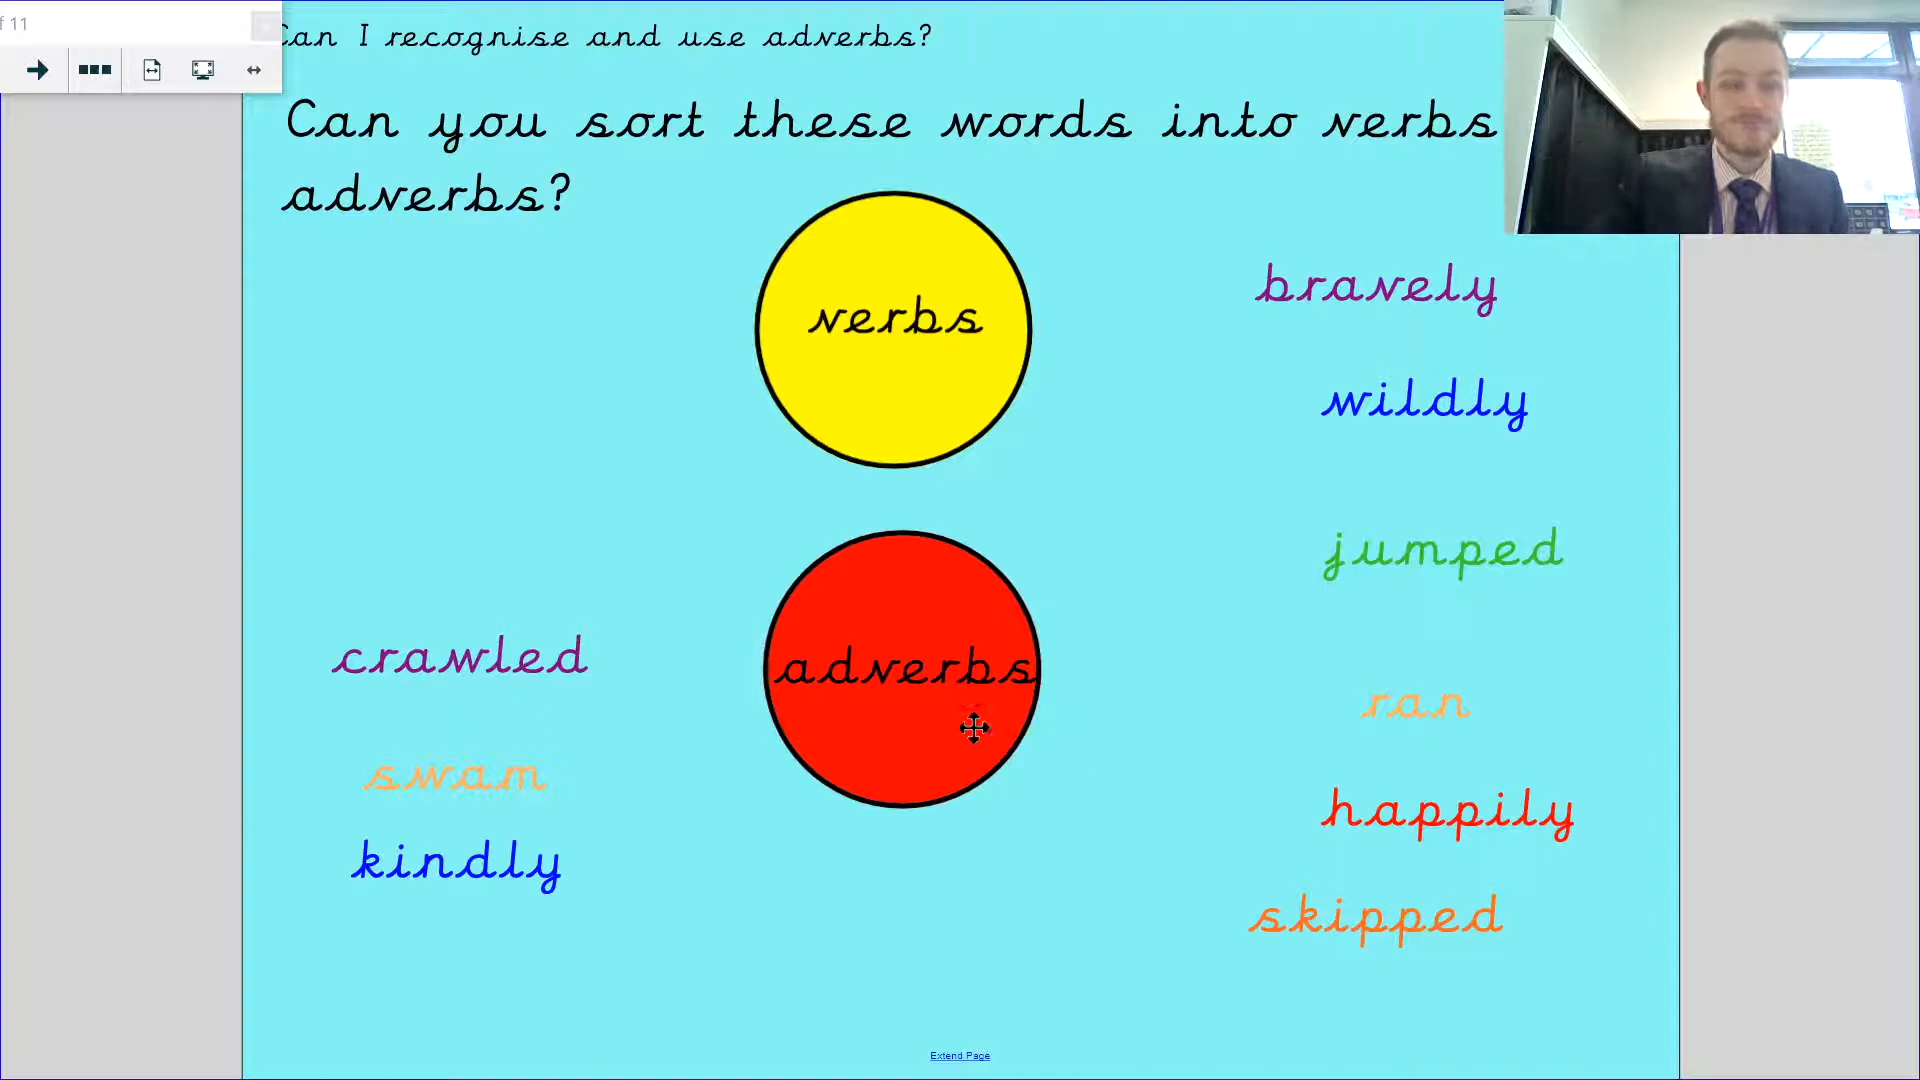 f 11
Can I recognise and use adverbs?
Can you sort these words into verbs
adverbs?
verbs
bravely
wildly
jumped
adverbs
crawled
ran
swam
happily
kindly
skipped
Extend Page